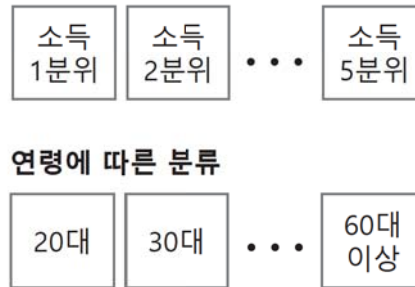 소득 소득 소득
1분위 2분위 • • • 5분위
연령에 따른 분류
20대 30대 • • • 60대
이상